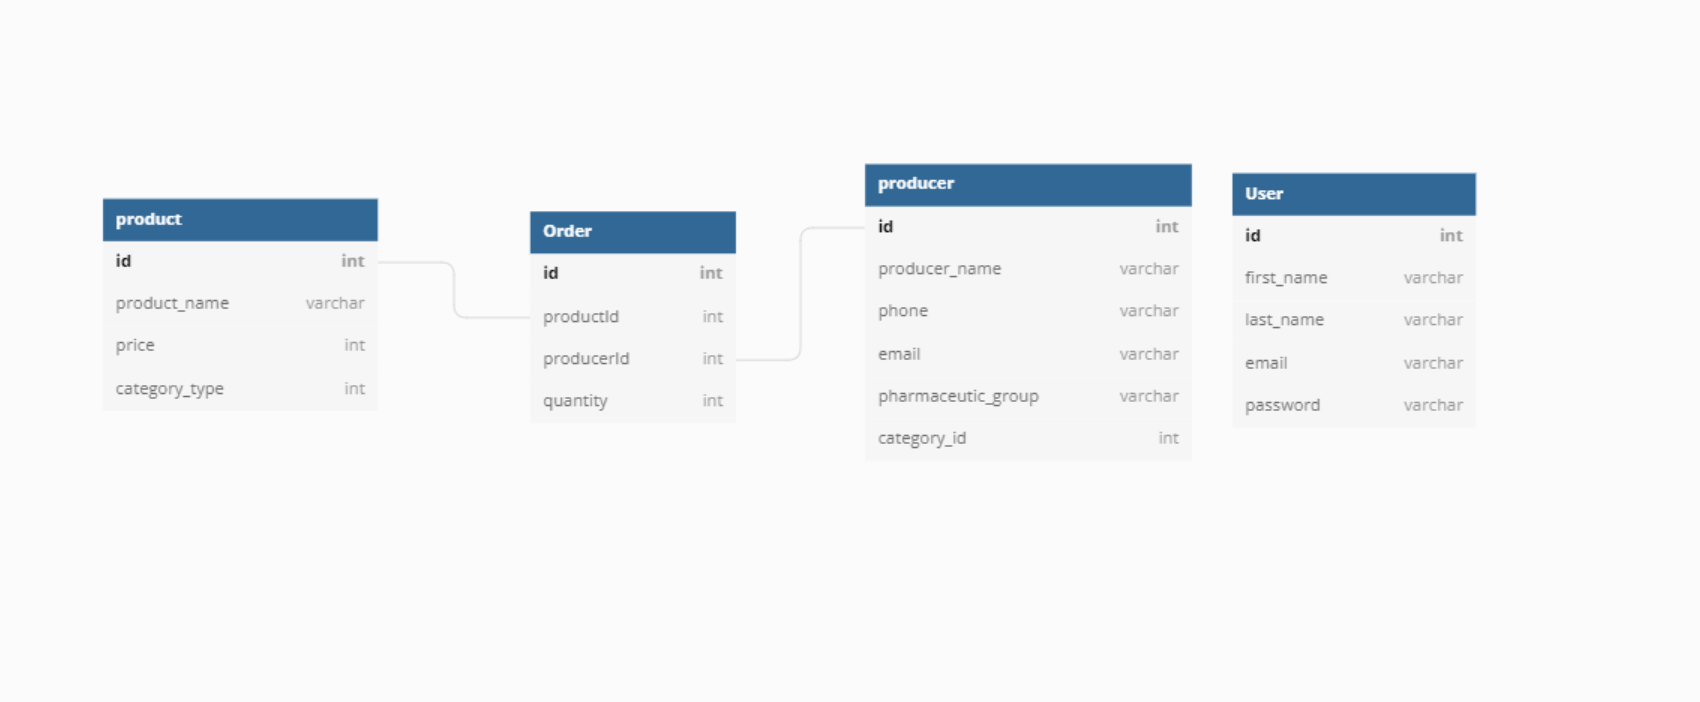 product
id int
product_name varchar
price int
category_type int
Order
id int
productId int
producerId int
quantity int
producer
id int
producer_name varchar
phone varchar
email varchar
pharmaceutic_group varchar
category_id int
User
id int
first_name varchar
last_name varchar
email varchar
password varchar